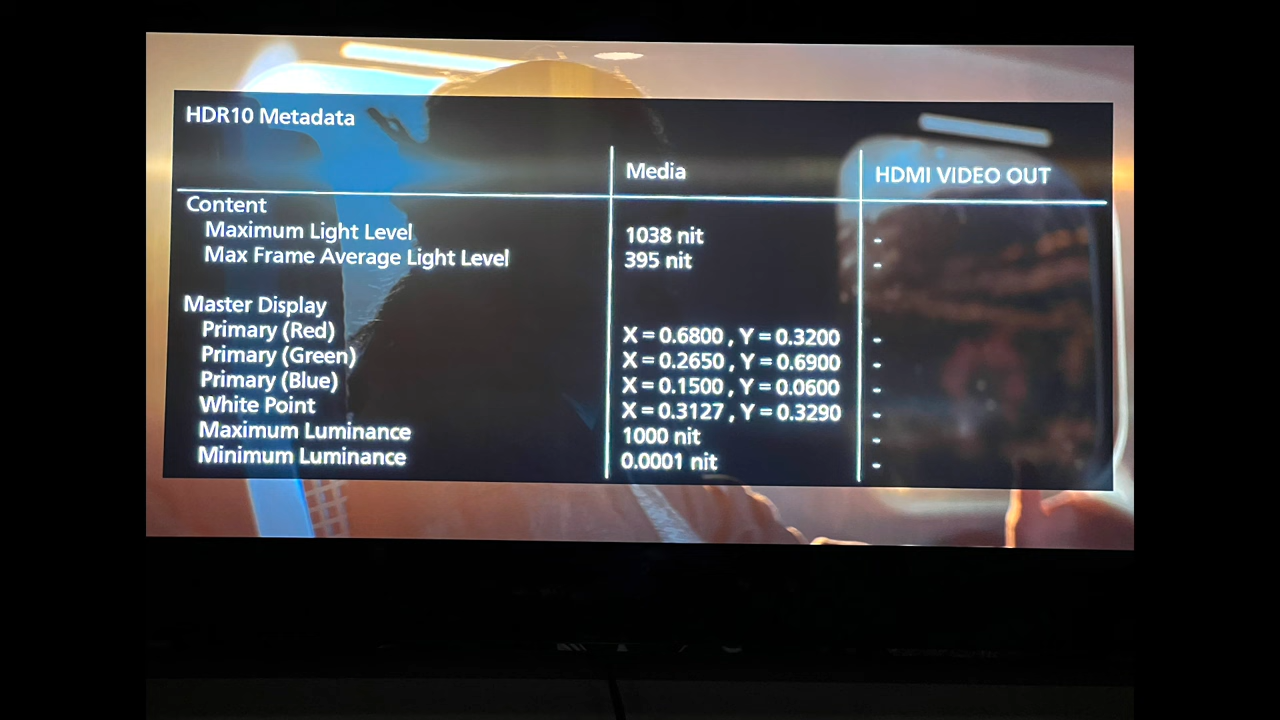 HDR10 Metadata
Media HDMI VIDEO OUT
Content
Maximum Light Level 1038 nit -
Max Frame Average Light Level 395 nit -
Master Display
Primary (Red) X = 0.6800 , Y = 0.3200 -
Primary (Green) X = 0.2650 , Y = 0.6900 -
Primary (Blue) X = 0.1500 , Y = 0.0600 -
White Point X = 0.3127 , Y = 0.3290 -
Maximum Luminance 1000 nit -
Minimum Luminance 0.0001 nit -